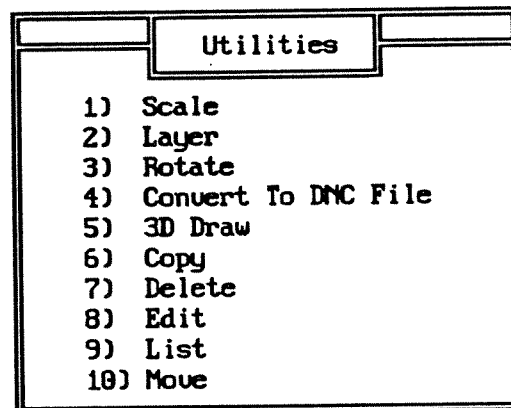 Utilities
1) Scale
2) Layer
3) Rotate
4) Convert To DNC File
5) 3D Draw
6) Copy
7) Delete
8) Edit
9) List
10) Move